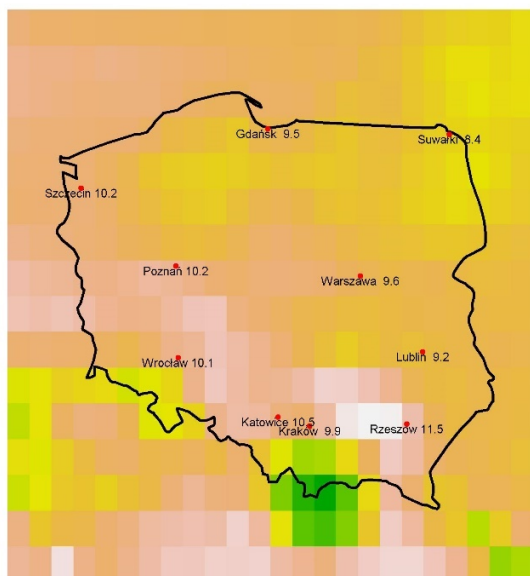 Gdańsk 9.5
Suwałki 8.4
Szczecin 10.2
Poznań 10.2
Warszawa 9.6
Wrocław 10.1
Lublin 9.2
Katowice 10.5
Kraków 9.9
Rzeszów 11.5